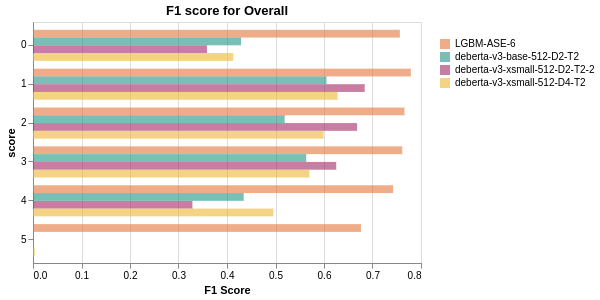 F1 score for Overall
LGBM-ASE-6
deberta-v3-base-512-D2-T2
deberta-v3-xsmall-512-D2-T2-2
deberta-v3-xsmall-512-D4-T2
score
0
1
2
3
4
5
0.0 0.1 0.2 0.3 0.4 0.5 0.6 0.7 0.8
F1 Score